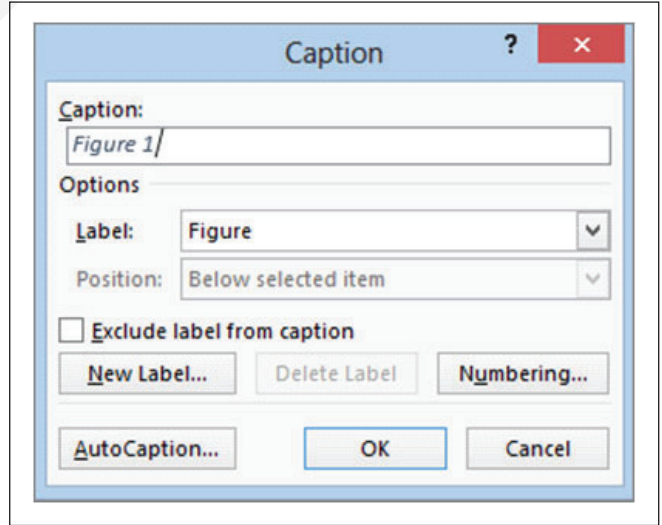 Caption ? ×
Caption:
Figure 1
Options
Label: Figure
Position: Below selected item
Exclude label from caption
New Label... Delete Label Numbering...
AutoCaption... OK Cancel